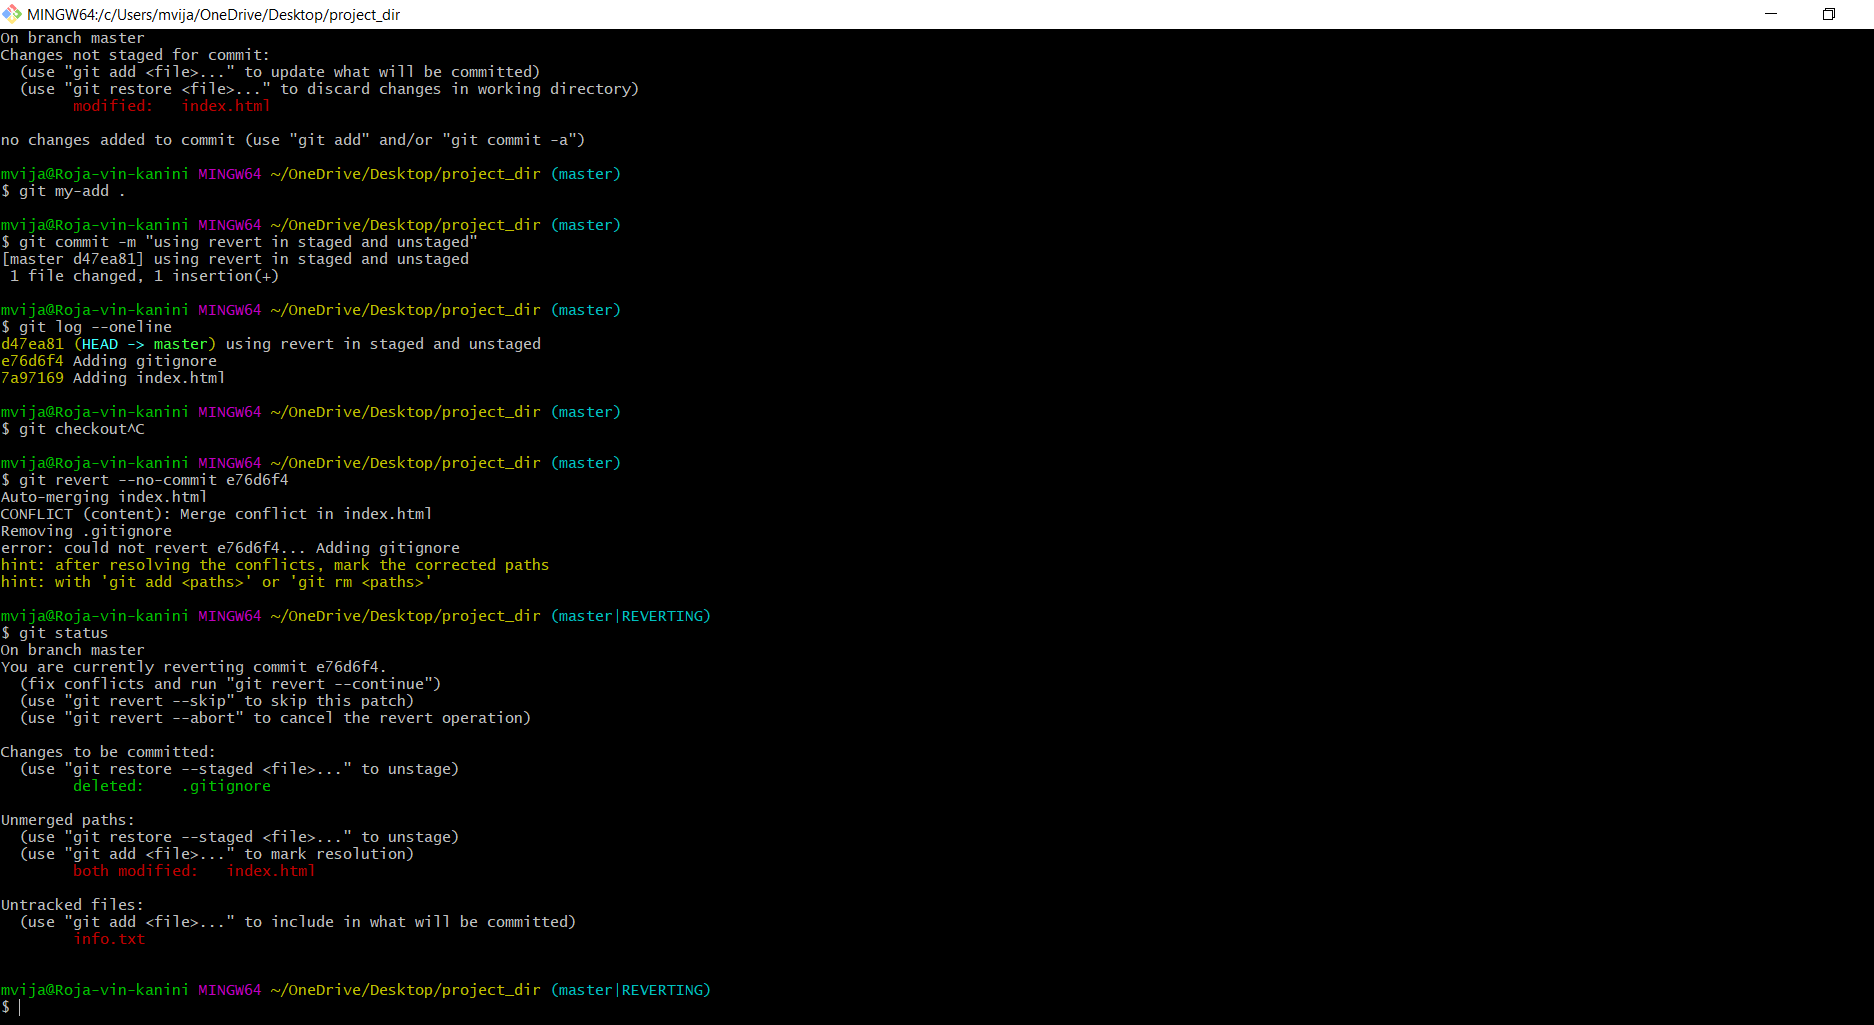 MINGW64:/c/Users/mvija/OneDrive/Desktop/project_dir
On branch master
Changes not staged for commit:
  (use "git add <file>..." to update what will be committed)
  (use "git restore <file>..." to discard changes in working directory)
        modified:   index.html

no changes added to commit (use "git add" and/or "git commit -a")

mvija@Roja-vin-kanini MINGW64 ~/OneDrive/Desktop/project_dir (master)
$ git my-add .

mvija@Roja-vin-kanini MINGW64 ~/OneDrive/Desktop/project_dir (master)
$ git commit -m "using revert in staged and unstaged"
[master d47ea81] using revert in staged and unstaged
 1 file changed, 1 insertion(+)

mvija@Roja-vin-kanini MINGW64 ~/OneDrive/Desktop/project_dir (master)
$ git log --oneline
d47ea81 (HEAD -> master) using revert in staged and unstaged
e76d6f4 Adding gitignore
7a97169 Adding index.html

mvija@Roja-vin-kanini MINGW64 ~/OneDrive/Desktop/project_dir (master)
$ git checkout^C

mvija@Roja-vin-kanini MINGW64 ~/OneDrive/Desktop/project_dir (master)
$ git revert --no-commit e76d6f4
Auto-merging index.html
CONFLICT (content): Merge conflict in index.html
Removing .gitignore
error: could not revert e76d6f4... Adding gitignore
hint: after resolving the conflicts, mark the corrected paths
hint: with 'git add <paths>' or 'git rm <paths>'

mvija@Roja-vin-kanini MINGW64 ~/OneDrive/Desktop/project_dir (master|REVERTING)
$ git status
On branch master
You are currently reverting commit e76d6f4.
  (fix conflicts and run "git revert --continue")
  (use "git revert --skip" to skip this patch)
  (use "git revert --abort" to cancel the revert operation)

Changes to be committed:
  (use "git restore --staged <file>..." to unstage)
        deleted:    .gitignore

Unmerged paths:
  (use "git restore --staged <file>..." to unstage)
  (use "git add <file>..." to mark resolution)
        both modified:   index.html

Untracked files:
  (use "git add <file>..." to include in what will be committed)
        info.txt

mvija@Roja-vin-kanini MINGW64 ~/OneDrive/Desktop/project_dir (master|REVERTING)
$